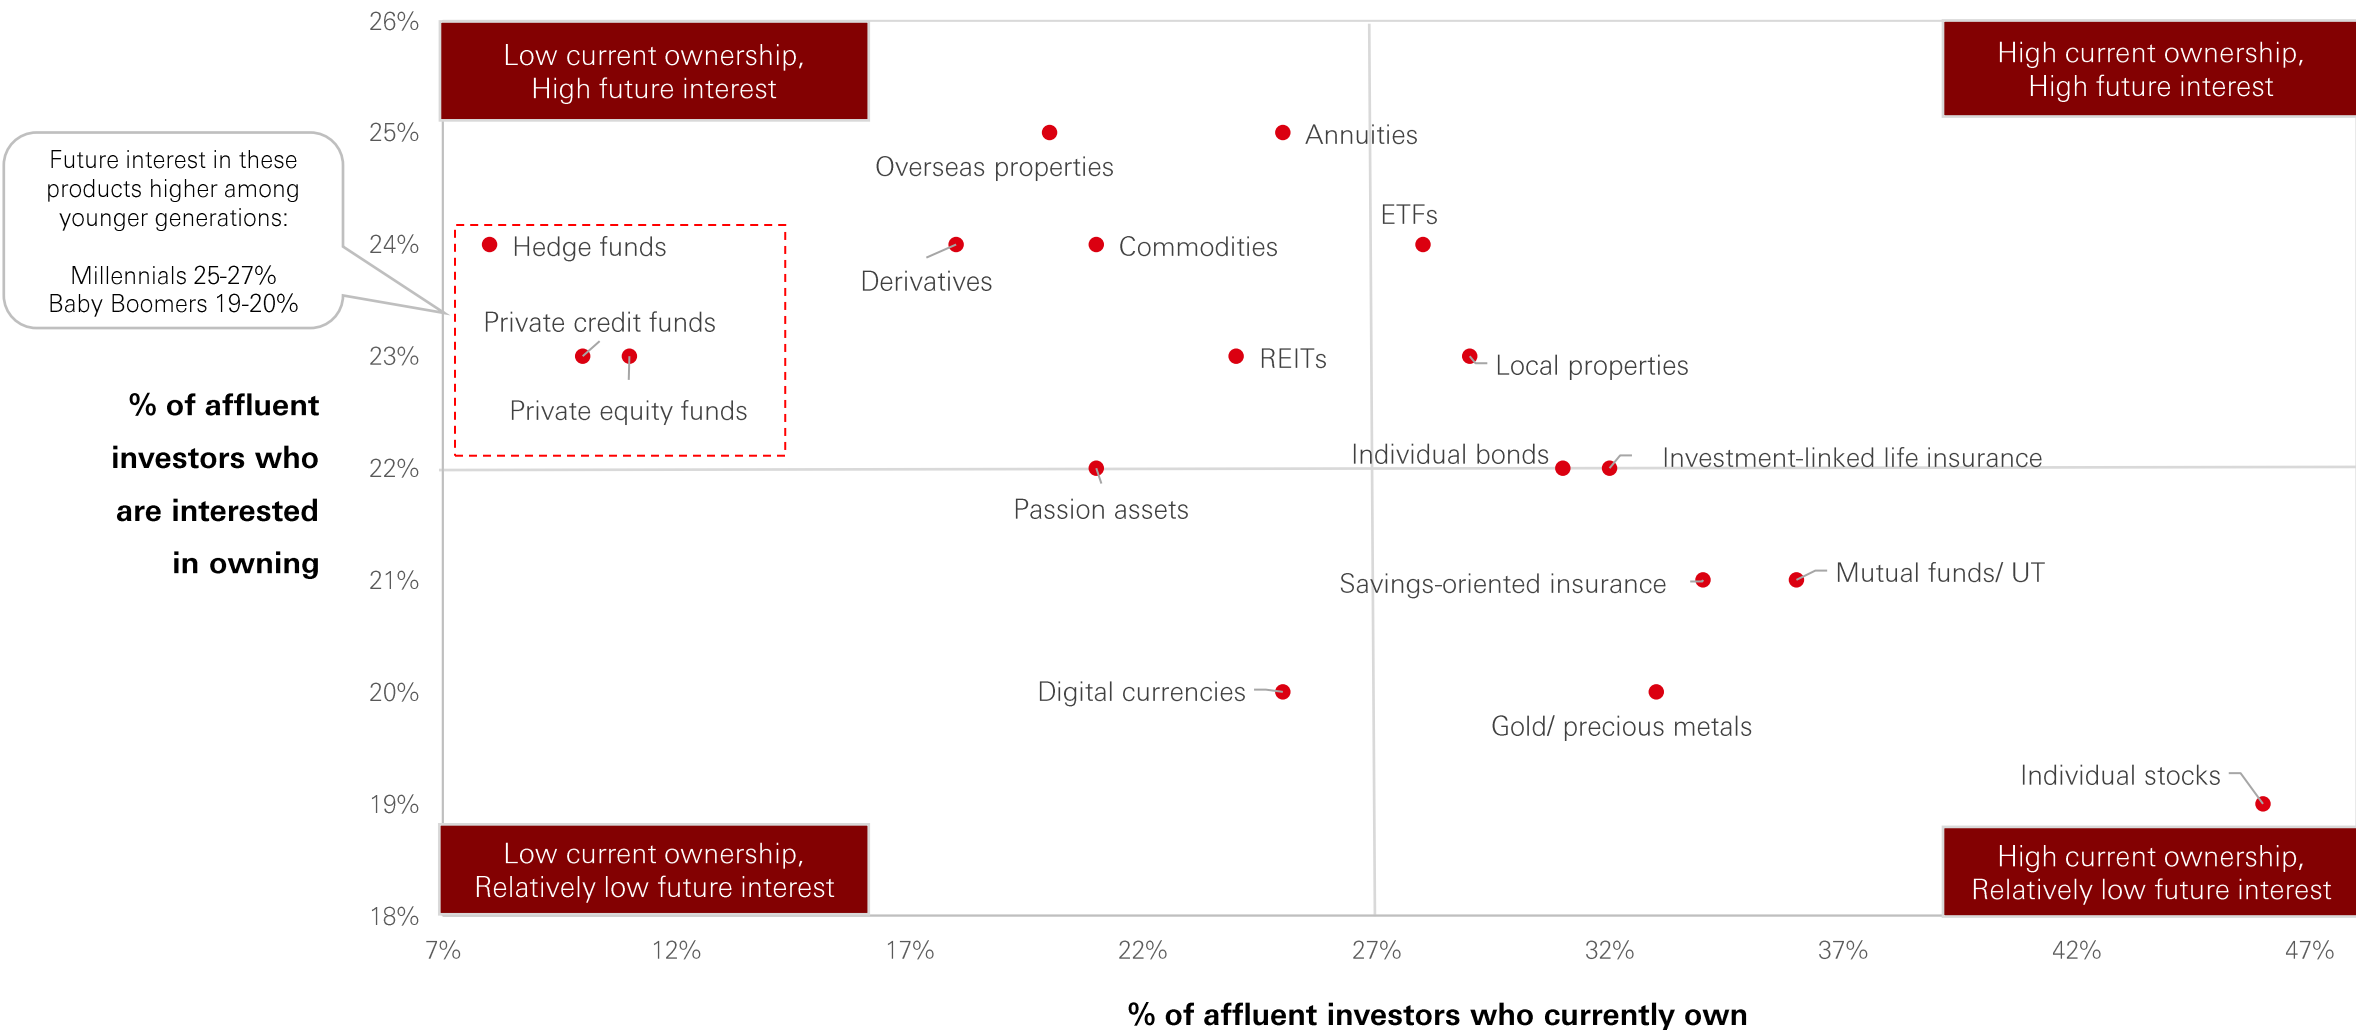 26%
Low current ownership,
High future interest
High current ownership,
High future interest
25%
Annuities
Overseas properties
Future interest in these
products higher among
younger generations:
Millennials 25-27%
Baby Boomers 19-20%
ETFs
24%
Hedge funds
Commodities
Derivatives
Private credit funds
23%
REITs
Local properties
Private equity funds
% of affluent
investors who
are interested
in owning
22%
Individual bonds
Investment-linked life insurance
Passion assets
21%
Savings-oriented insurance
Mutual funds/ UT
20%
Digital currencies
Gold/ precious metals
Individual stocks
19%
Low current ownership,
Relatively low future interest
High current ownership,
Relatively low future interest
18%
7%
12%
17%
22%
27%
32%
37%
42%
47%
% of affluent investors who currently own